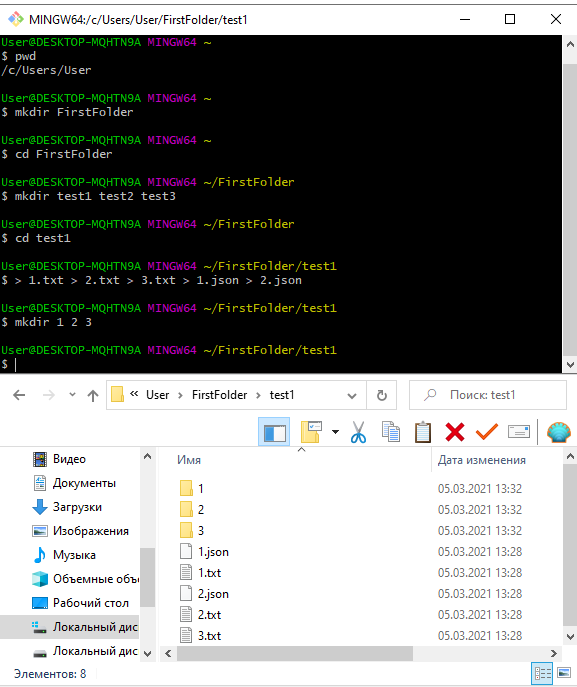 MINGW64:/c/Users/User/FirstFolder/test1
User@DESKTOP-MQHTN9A MINGW64 ~
$ pwd
/c/Users/User
User@DESKTOP-MQHTN9A MINGW64 ~
$ mkdir FirstFolder
User@DESKTOP-MQHTN9A MINGW64 ~
$ cd FirstFolder
User@DESKTOP-MQHTN9A MINGW64 ~/FirstFolder
$ mkdir test1 test2 test3
User@DESKTOP-MQHTN9A MINGW64 ~/FirstFolder
$ cd test1
User@DESKTOP-MQHTN9A MINGW64 ~/FirstFolder/test1
$ > 1.txt > 2.txt > 3.txt > 1.json > 2.json
User@DESKTOP-MQHTN9A MINGW64 ~/FirstFolder/test1
$ mkdir 1 2 3
User@DESKTOP-MQHTN9A MINGW64 ~/FirstFolder/test1
$
« User › FirstFolder › test1
Поиск: test1
Имя Дата изменения
Видео
Документы
Загрузки
Изображения
Музыка
Объемные объ
Рабочий стол
Локальный дис
Локальный дис
1 05.03.2021 13:32
2 05.03.2021 13:32
3 05.03.2021 13:32
1.json 05.03.2021 13:28
1.txt 05.03.2021 13:28
2.json 05.03.2021 13:28
2.txt 05.03.2021 13:28
3.txt 05.03.2021 13:28
Элементов: 8